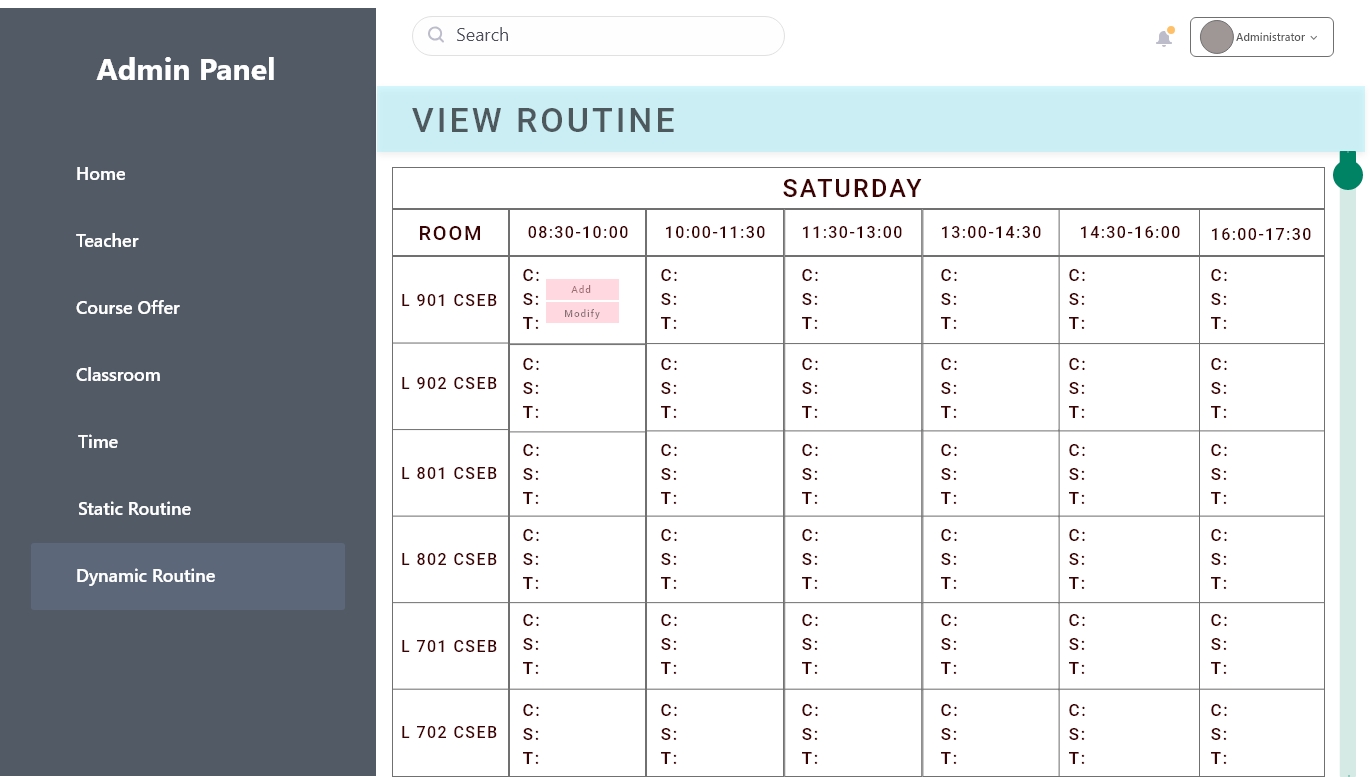 Admin Panel
Home
Teacher
Course Offer
Classroom
Time
Static Routine
Dynamic Routine
Search
Administrator
VIEW ROUTINE
SATURDAY
ROOM 08:30-10:00 10:00-11:30 11:30-13:00 13:00-14:30 14:30-16:00 16:00-17:30
L 901 CSEB
C: C: C: C: C: C:
Add
S: S: S: S: S: S:
Modify
T: T: T: T: T: T:
L 902 CSEB
C: C: C: C: C: C:
S: S: S: S: S: S:
T: T: T: T: T: T:
L 801 CSEB
C: C: C: C: C: C:
S: S: S: S: S: S:
T: T: T: T: T: T:
L 802 CSEB
C: C: C: C: C: C:
S: S: S: S: S: S:
T: T: T: T: T: T:
L 701 CSEB
C: C: C: C: C: C:
S: S: S: S: S: S:
T: T: T: T: T: T:
L 702 CSEB
C: C: C: C: C: C:
S: S: S: S: S: S:
T: T: T: T: T: T: